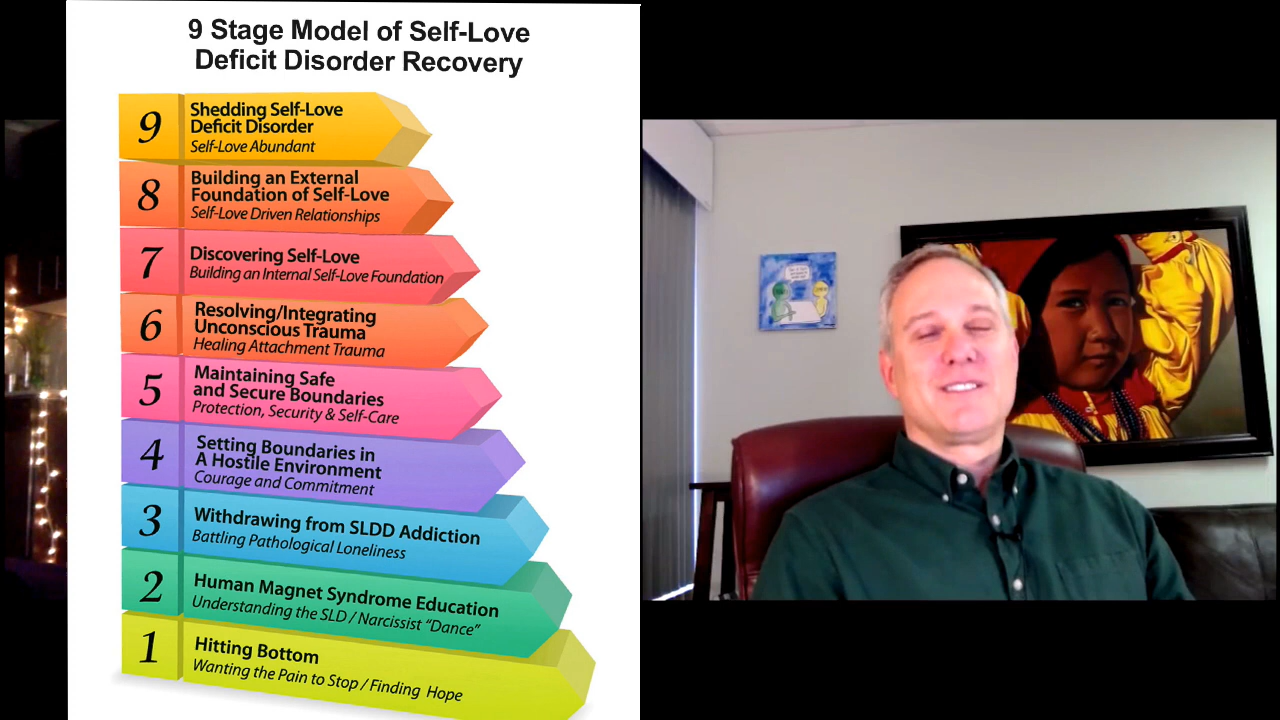 9 Stage Model of Self-Love
Deficit Disorder Recovery
9
Shedding Self-Love
Deficit Disorder
Self-Love Abundant
8
Building an External
Foundation of Self-Love
Self-Love Driven Relationships
7
Discovering Self-Love
Building an Internal Self-Love Foundation
6
Resolving/Integrating
Unconscious Trauma
Healing Attachment Trauma
5
Maintaining Safe
and Secure Boundaries
Protection, Security & Self-Care
4
Setting Boundaries in
A Hostile Environment
Courage and Commitment
3
Withdrawing from SLDD Addiction
Battling Pathological Loneliness
2
Human Magnet Syndrome Education
Understanding the SLD / Narcissist “Dance”
1
Hitting Bottom
Wanting the Pain to Stop / Finding Hope